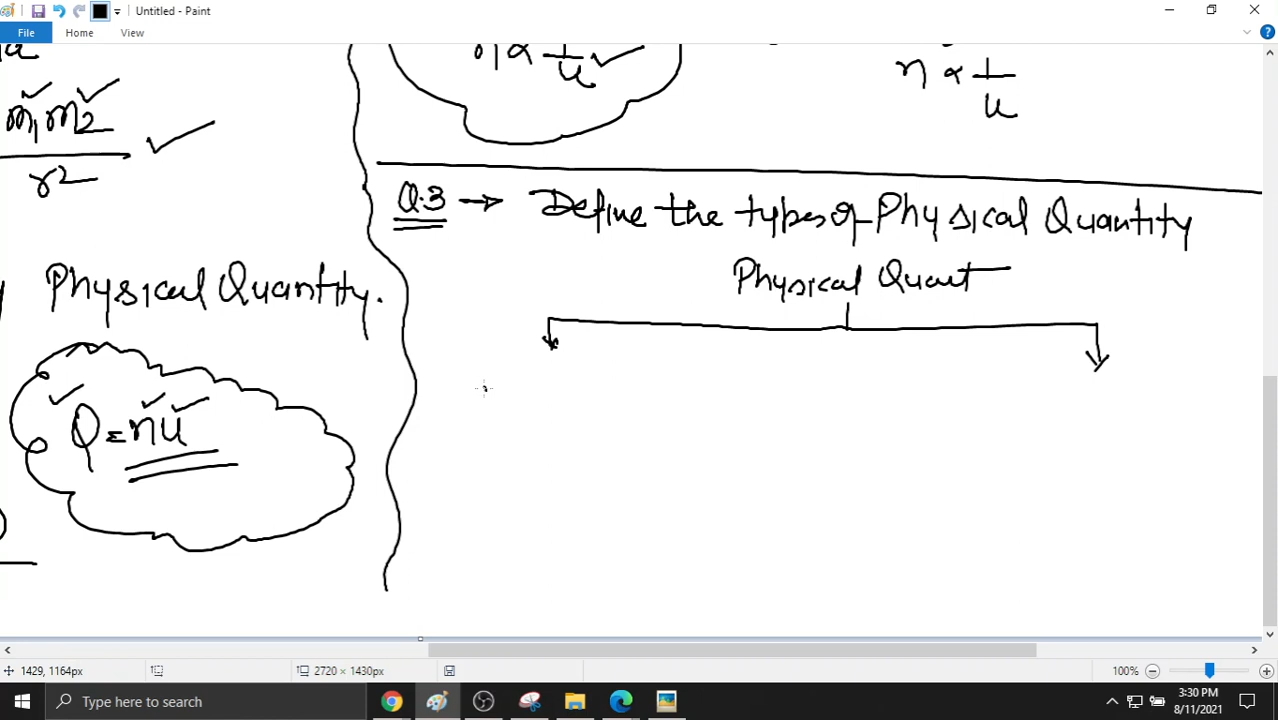 Untitled - Paint
File Home View
n ∝ 1/u ✓
n ∝ 1/u
m₁m₂ ✓
r2
Q.3 → Define the types of Physical Quantity
Physical Quant
Physical Quantity.
Q = nu
1429, 1164px
2720 × 1430px
100%
Type here to search
3:30 PM
8/11/2021